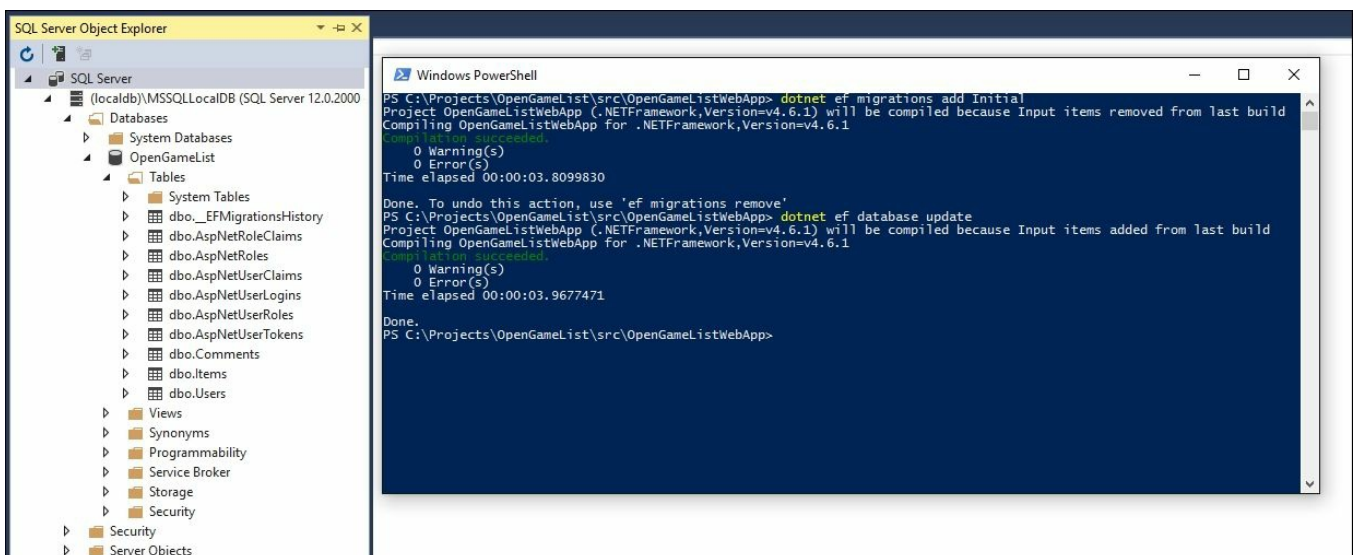 SQL Server Object Explorer
SQL Server
(localdb)\MSSQLLocalDB (SQL Server 12.0.2000
Databases
System Databases
OpenGameList
Tables
System Tables
dbo.__EFMigrationsHistory
dbo.AspNetRoleClaims
dbo.AspNetRoles
dbo.AspNetUserClaims
dbo.AspNetUserLogins
dbo.AspNetUserRoles
dbo.AspNetUserTokens
dbo.Comments
dbo.Items
dbo.Users
Views
Synonyms
Programmability
Service Broker
Storage
Security
Security
Server Objects
Windows PowerShell
PS C:\Projects\OpenGameList\src\OpenGameListWebApp> dotnet ef migrations add Initial
Project OpenGameListWebApp (.NETFramework,Version=v4.6.1) will be compiled because Input items removed from last build
Compiling OpenGameListWebApp for .NETFramework,Version=v4.6.1
Compilation succeeded.
0 Warning(s)
0 Error(s)
Time elapsed 00:00:03.8099830
Done. To undo this action, use 'ef migrations remove'
PS C:\Projects\OpenGameList\src\OpenGameListWebApp> dotnet ef database update
Project OpenGameListWebApp (.NETFramework,Version=v4.6.1) will be compiled because Input items added from last build
Compiling OpenGameListWebApp for .NETFramework,Version=v4.6.1
Compilation succeeded.
0 Warning(s)
0 Error(s)
Time elapsed 00:00:03.9677471
Done.
PS C:\Projects\OpenGameList\src\OpenGameListWebApp>